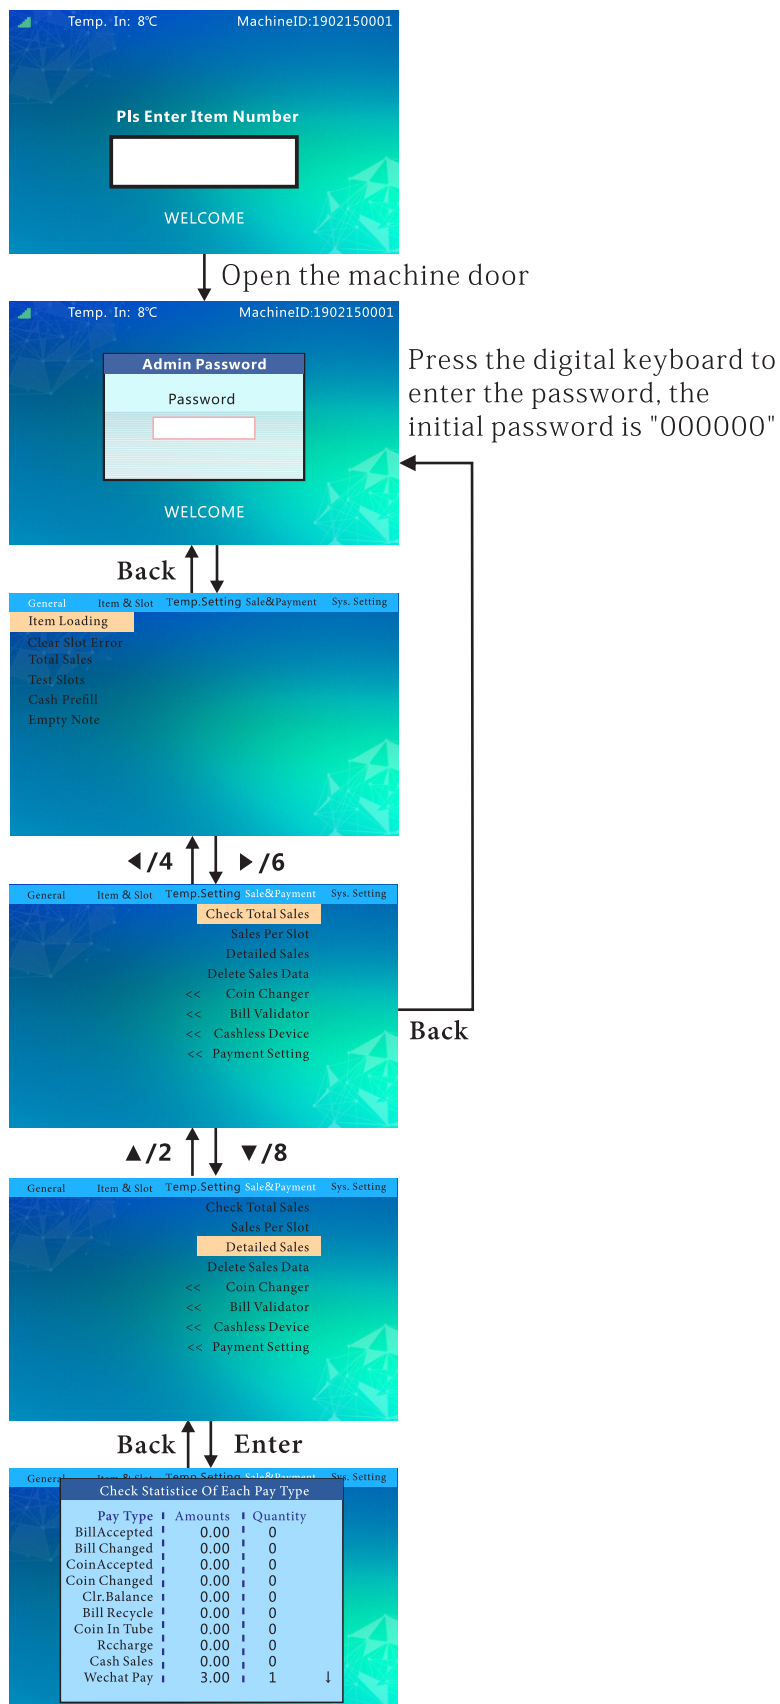 Temp. In: 8℃ MachineID:1902150001
Pls Enter Item Number
WELCOME
Open the machine door
Temp. In: 8℃ MachineID:1902150001
Admin Password
Password
WELCOME
Press the digital keyboard to
enter the password, the
initial password is "000000"
Back
General Item & Slot Temp.Setting Sale&Payment Sys. Setting
Item Loading
Clear Slot Error
Total Sales
Test Slots
Cash Prefill
Empty Note
◀/4 ▶/6
General Item & Slot Temp.Setting Sale&Payment Sys. Setting
Check Total Sales
Sales Per Slot
Detailed Sales
Delete Sales Data
<< Coin Changer
<< Bill Validator
<< Cashless Device
<< Payment Setting
Back
▲/2 ▼/8
General Item & Slot Temp.Setting Sale&Payment Sys. Setting
Check Total Sales
Sales Per Slot
Detailed Sales
Delete Sales Data
<< Coin Changer
<< Bill Validator
<< Cashless Device
<< Payment Setting
Back Enter
General Item & Slot Temp.Setting Sale&Payment Sys. Setting
Check Statistice Of Each Pay Type
Pay Type Amounts Quantity
BillAccepted 0.00 0
Bill Changed 0.00 0
CoinAccepted 0.00 0
Coin Changed 0.00 0
Clr.Balance 0.00 0
Bill Recycle 0.00 0
Coin In Tube 0.00 0
Rccharge 0.00 0
Cash Sales 0.00 0
Wechat Pay 3.00 1 ↓